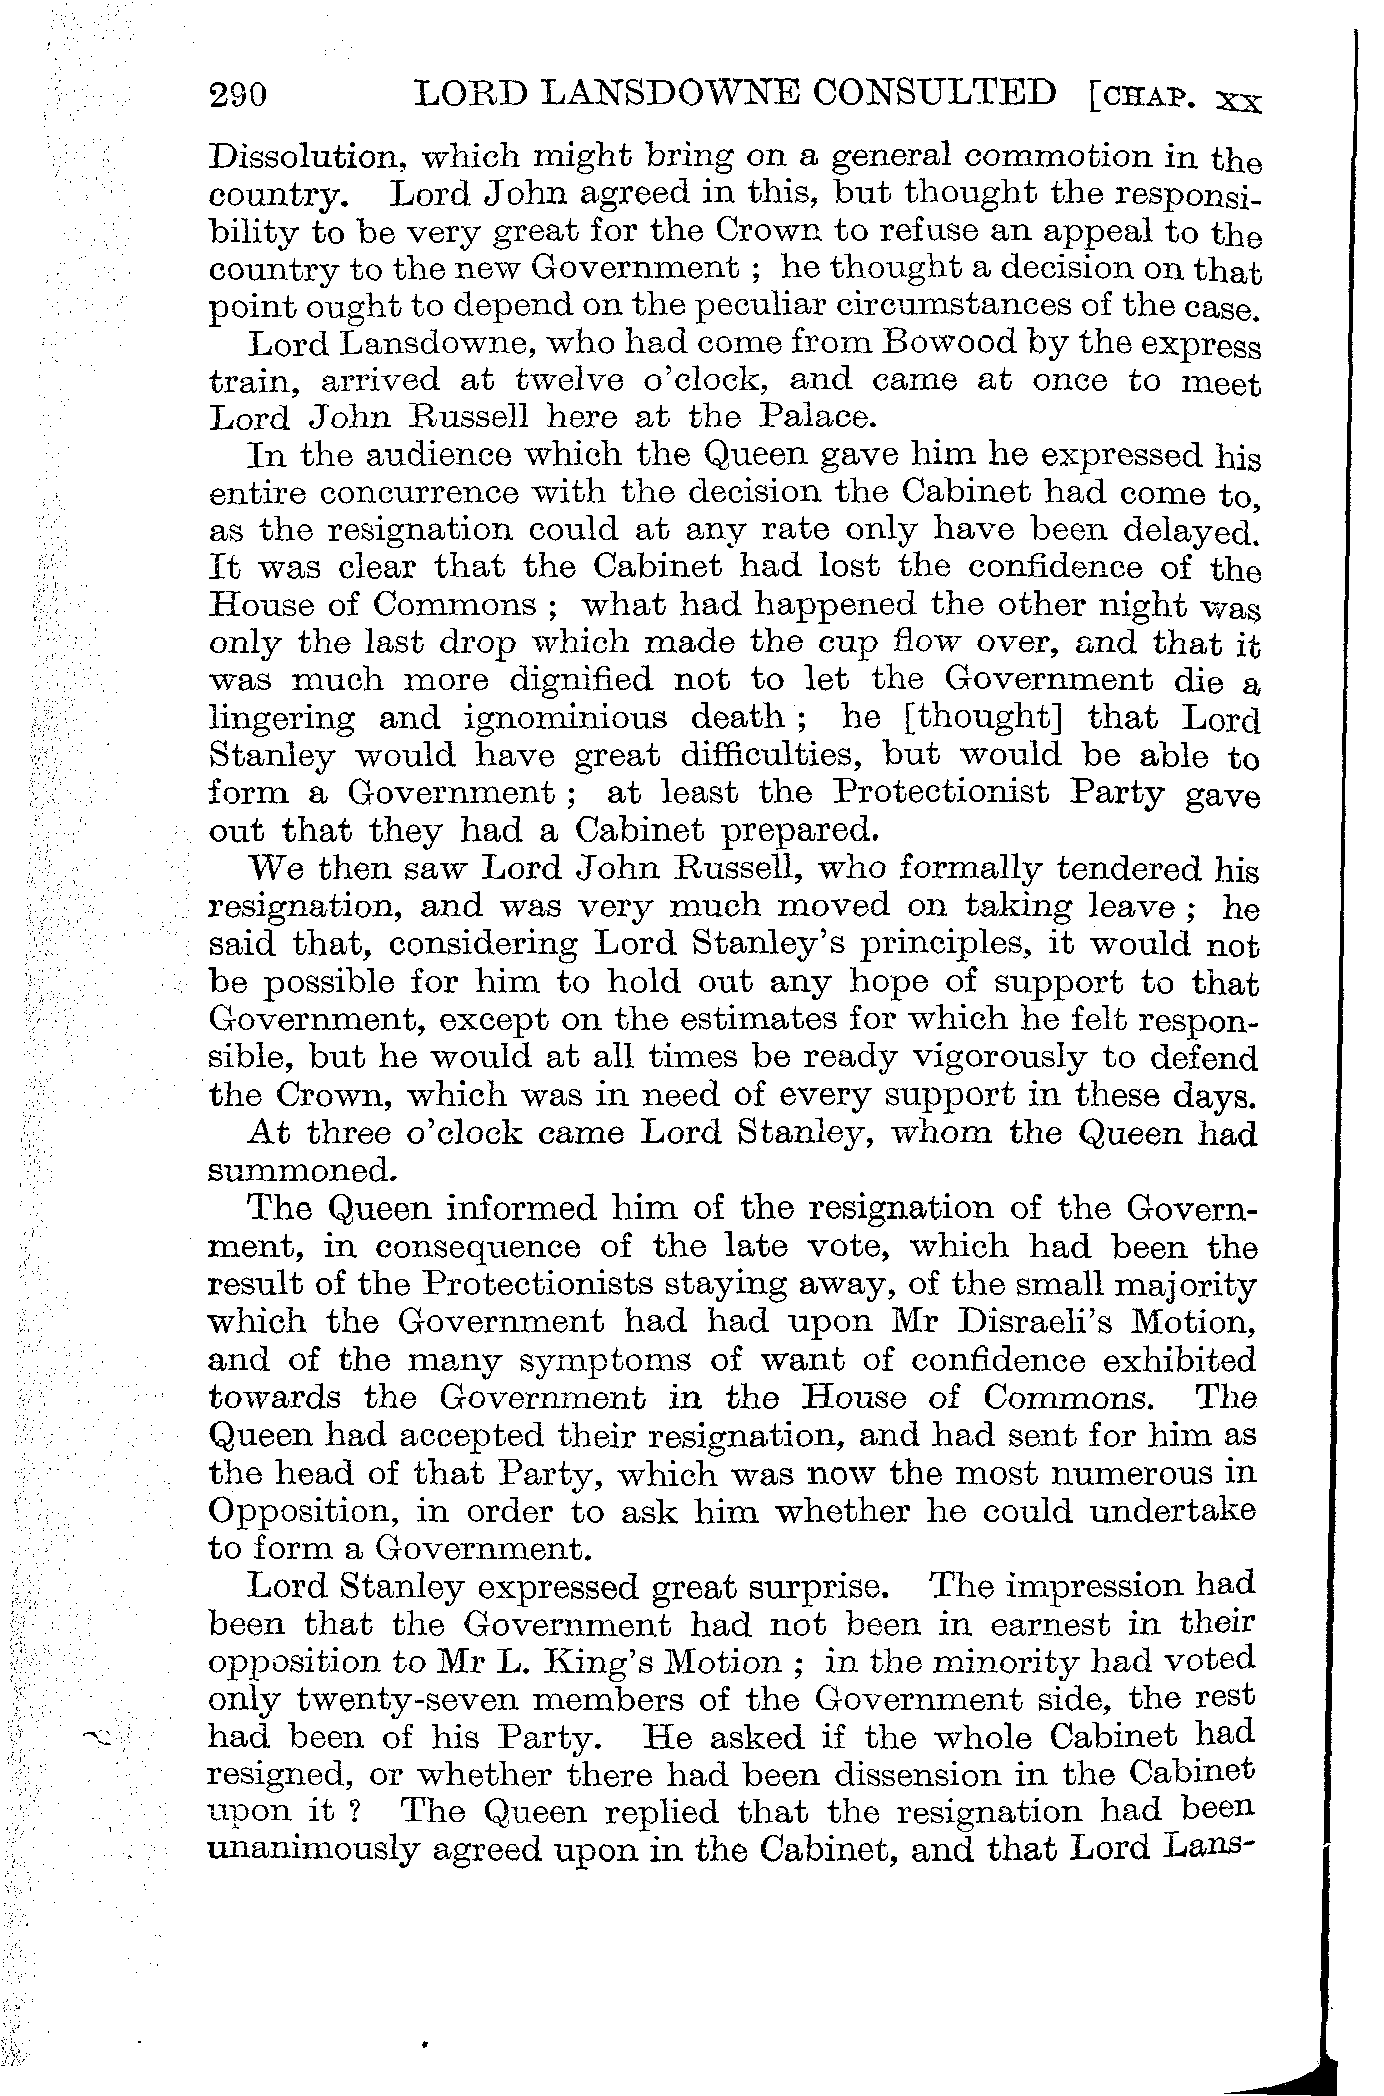 290 LORD LANSDOWNE CONSULTED [CHAP. XX
Dissolution, which might bring on a general commotion in the
country. Lord John agreed in this, but thought the responsi-
bility to be very great for the Crown to refuse an appeal to the
country to the new Government ; he thought a decision on that
point ought to depend on the peculiar circumstances of the case.
Lord Lansdowne, who had come from Bowood by the express
train, arrived at twelve o'clock, and came at once to meet
Lord John Russell here at the Palace.
In the audience which the Queen gave him he expressed his
entire concurrence with the decision the Cabinet had come to,
as the resignation could at any rate only have been delayed.
It was clear that the Cabinet had lost the confidence of the
House of Commons ; what had happened the other night was
only the last drop which made the cup flow over, and that it
was much more dignified not to let the Government die a
lingering and ignominious death ; he [thought] that Lord
Stanley would have great difficulties, but would be able to
form a Government ; at least the Protectionist Party gave
out that they had a Cabinet prepared.
We then saw Lord John Russell, who formally tendered his
resignation, and was very much moved on taking leave ; he
said that, considering Lord Stanley's principles, it would not
be possible for him to hold out any hope of support to that
Government, except on the estimates for which he felt respon-
sible, but he would at all times be ready vigorously to defend
the Crown, which was in need of every support in these days.
At three o'clock came Lord Stanley, whom the Queen had
summoned.
The Queen informed him of the resignation of the Govern-
ment, in consequence of the late vote, which had been the
result of the Protectionists staying away, of the small majority
which the Government had had upon Mr Disraeli's Motion,
and of the many symptoms of want of confidence exhibited
towards the Government in the House of Commons. The
Queen had accepted their resignation, and had sent for him as
the head of that Party, which was now the most numerous in
Opposition, in order to ask him whether he could undertake
to form a Government.
Lord Stanley expressed great surprise. The impression had
been that the Government had not been in earnest in their
opposition to Mr L. King's Motion ; in the minority had voted
only twenty-seven members of the Government side, the rest
had been of his Party. He asked if the whole Cabinet had
resigned, or whether there had been dissension in the Cabinet
upon it ? The Queen replied that the resignation had been
unanimously agreed upon in the Cabinet, and that Lord Lans-